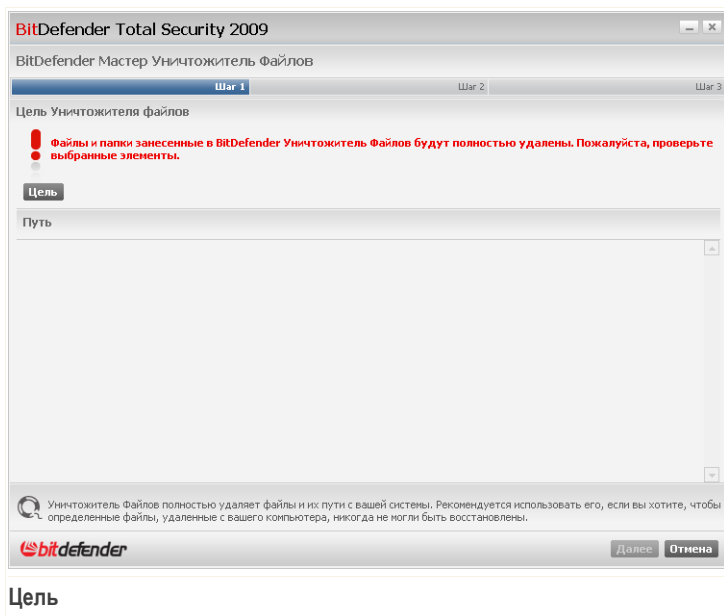 BitDefender Total Security 2009
BitDefender Мастер Уничтожитель Файлов
Шаг 1 Шаг 2 Шаг 3
Цель Уничтожителя файлов
Файлы и папки занесенные в BitDefender Уничтожитель Файлов будут полностью удалены. Пожалуйста, проверьте
выбранные элементы.
Цель
Путь
Уничтожитель Файлов полностью удаляет файлы и их пути с вашей системы. Рекомендуется использовать его, если вы хотите, чтобы
определенные файлы, удаленные с вашего компьютера, никогда не могли быть восстановлены.
bitdefender
Далее Отмена
Цель